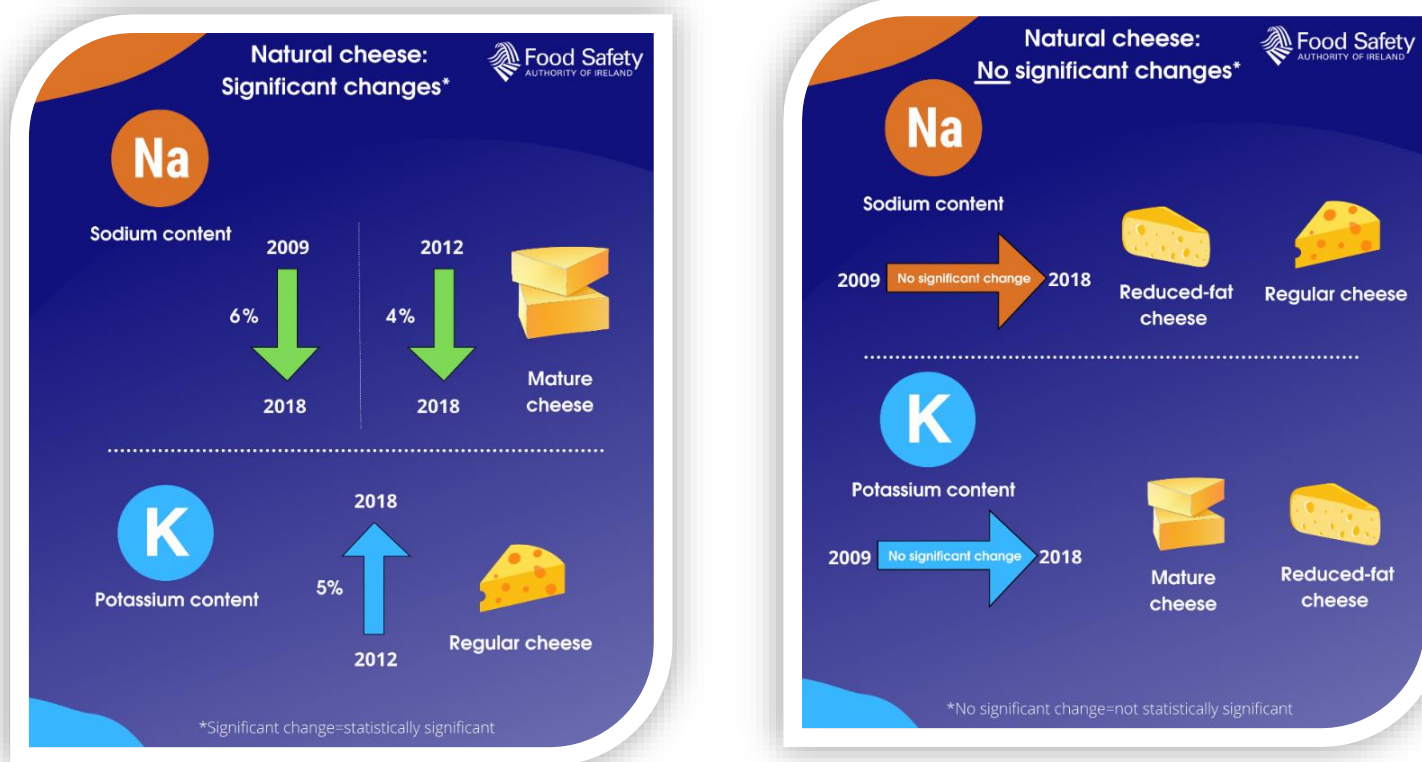 Natural cheese:
Significant changes*
Food Safety
AUTHORITY OF IRELAND
Na
Sodium content
2009
6%
2018
2012
4%
2018
Mature
cheese
K
Potassium content
2018
5%
2012
Regular cheese
*Significant change=statistically significant
Natural cheese:
No significant changes*
Food Safety
AUTHORITY OF IRELAND
Na
Sodium content
2009
No significant change
2018
Reduced-fat
cheese
Regular cheese
K
Potassium content
2009
No significant change
2018
Mature
cheese
Reduced-fat
cheese
*No significant change=not statistically significant